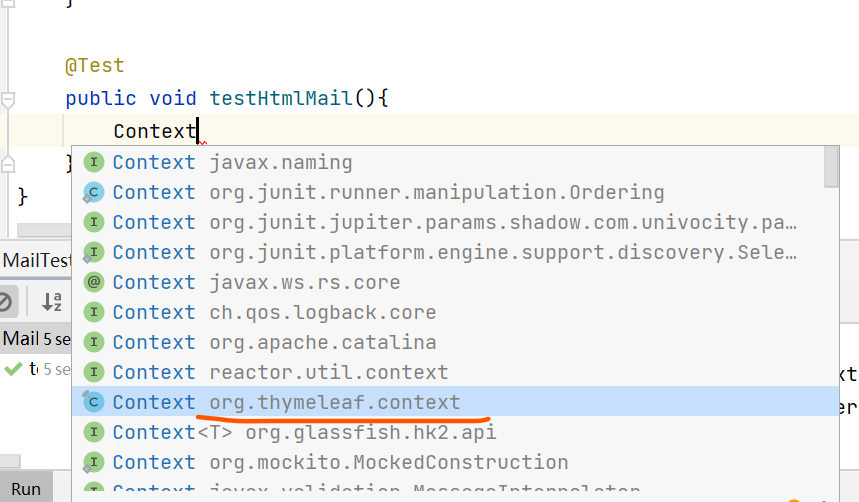 }
@Test
public void testHtmlMail(){
Context
}
}
Context javax.naming
Context org.junit.runner.manipulation.Ordering
Context org.junit.jupiter.params.shadow.com.univocity.pa…
Context org.junit.platform.engine.support.discovery.Sele…
Context javax.ws.rs.core
Context ch.qos.logback.core
Context org.apache.catalina
Context reactor.util.context
Context org.thymeleaf.context
Context<T> org.glassfish.hk2.api
Context org.mockito.MockedConstruction
Context javax.validation.MessageInterpolator
MailTest
Mail 5 se
t 5 se
xt
er
Run